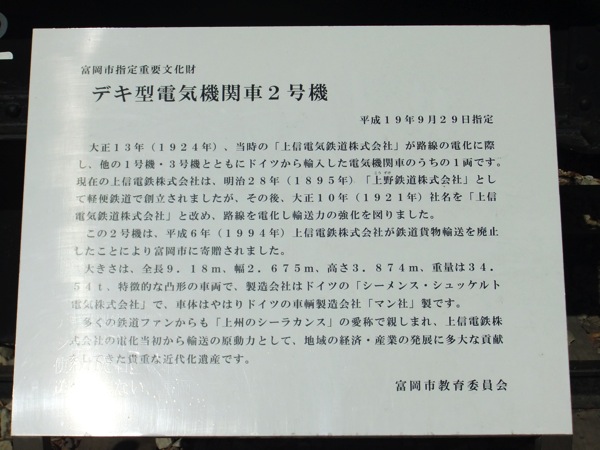 富岡市指定重要文化財
デキ型電気機関車２号機
平成１９年９月２９日指定
大正１３年（１９２４年）、当時の「上信電気鉄道株式会社」が路線の電化に際
し、他の１号機・３号機とともにドイツから輸入した電気機関車のうちの１両です。
現在の上信電鉄株式会社は、明治２８年（１８９５年）「上野鉄道株式会社」とし
て軽便鉄道で創立されましたが、その後、大正１０年（１９２１年）社名を「上信
電気鉄道株式会社」と改め、路線を電化し輸送力の強化を図りました。
この２号機は、平成６年（１９９４年）上信電鉄株式会社が鉄道貨物輸送を廃止
したことにより富岡市に寄贈されました。
大きさは、全長９．１８ｍ、幅２．６７５ｍ、高さ３．８７４ｍ、重量は３４．
５４ｔ、特徴的な凸形の車両で、製造会社はドイツの「シーメンス・シュッケルト
電気株式会社」で、車体はやはりドイツの車輌製造会社「マン社」製です。
多くの鉄道ファンからも「上州のシーラカンス」の愛称で親しまれ、上信電鉄株
式会社の電化当初から輸送の原動力として、地域の経済・産業の発展に多大な貢献
をしてきた貴重な近代化遺産です。
富岡市教育委員会